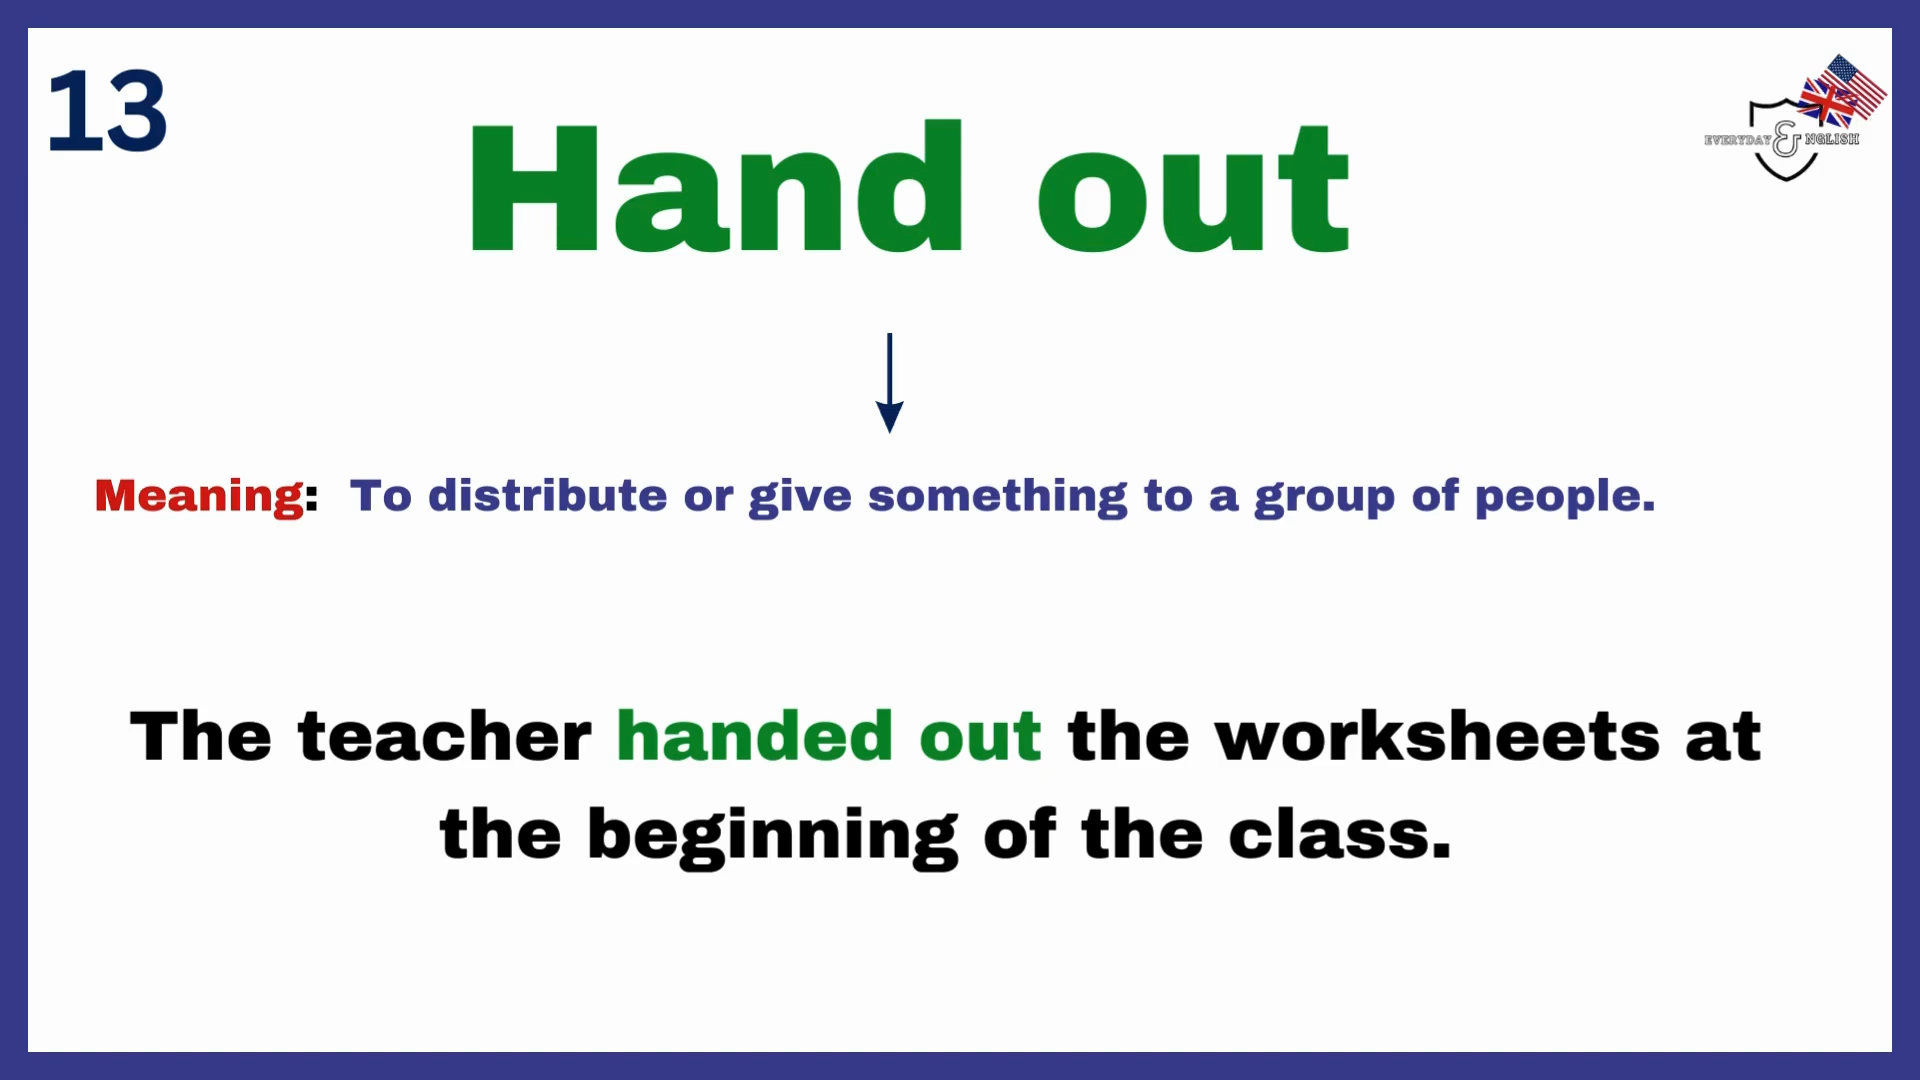 13
Hand out
EVERYDAY & NGLISH
Meaning: To distribute or give something to a group of people.
The teacher handed out the worksheets at
the beginning of the class.